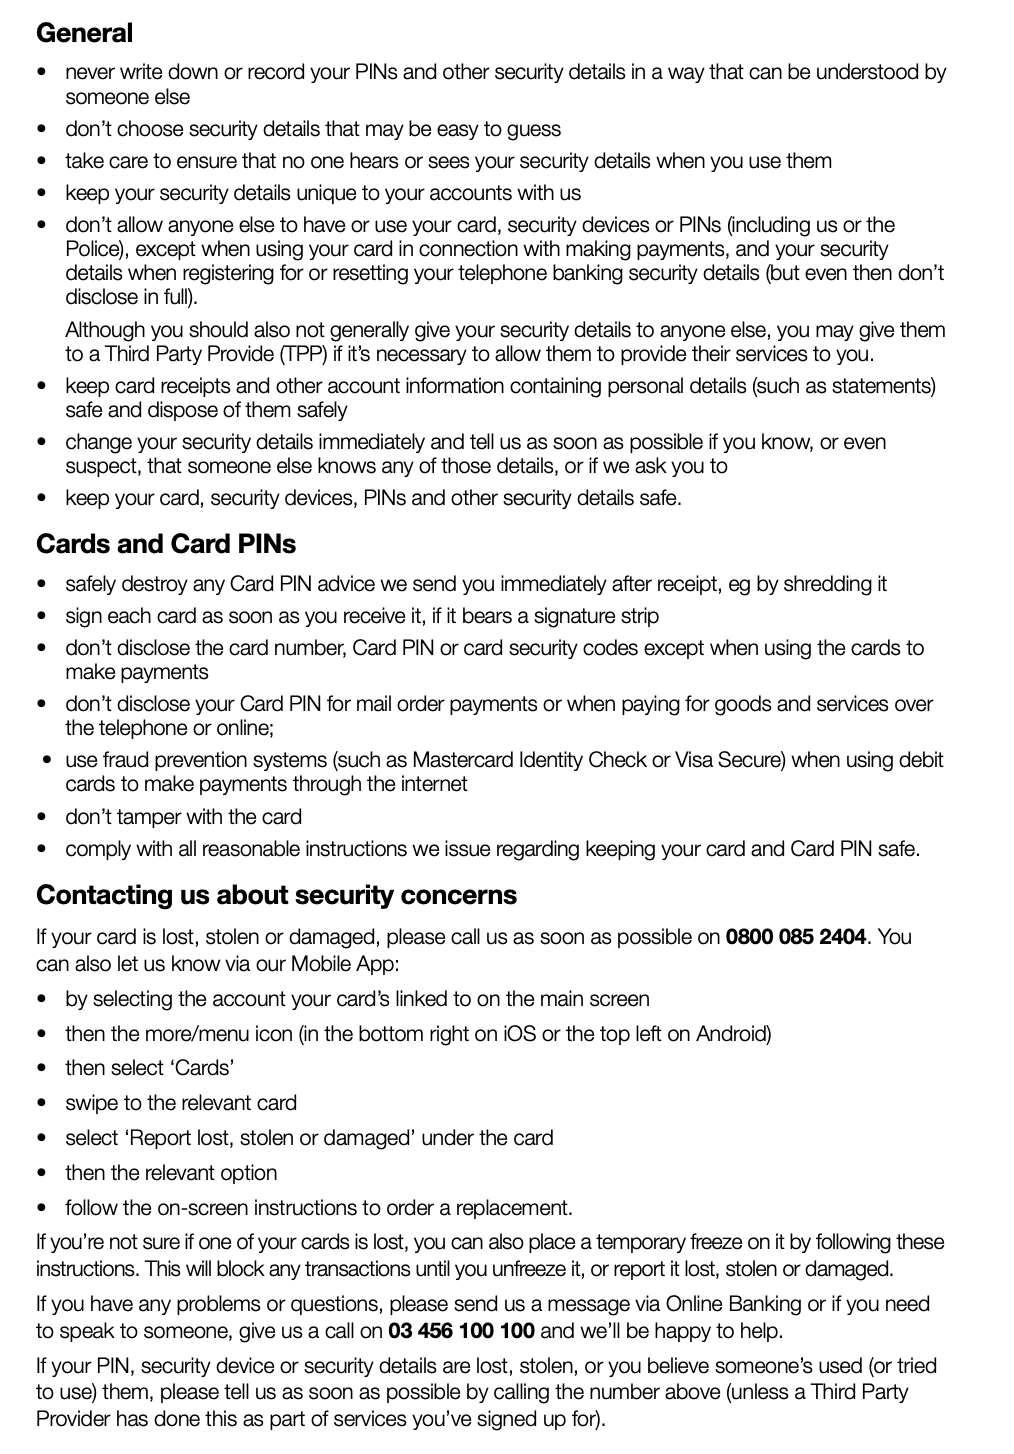 General
• never write down or record your PINs and other security details in a way that can be understood by
someone else
• don't choose security details that may be easy to guess
• take care to ensure that no one hears or sees your security details when you use them
• keep your security details unique to your accounts with us
• don't allow anyone else to have or use your card, security devices or PINs (including us or the
Police), except when using your card in connection with making payments, and your security
details when registering for or resetting your telephone banking security details (but even then don't
disclose in full).
Although you should also not generally give your security details to anyone else, you may give them
to a Third Party Provide (TPP) if it's necessary to allow them to provide their services to you.
• keep card receipts and other account information containing personal details (such as statements)
safe and dispose of them safely
• change your security details immediately and tell us as soon as possible if you know, or even
suspect, that someone else knows any of those details, or if we ask you to
• keep your card, security devices, PINs and other security details safe.
Cards and Card PINs
• safely destroy any Card PIN advice we send you immediately after receipt, eg by shredding it
• sign each card as soon as you receive it, if it bears a signature strip
• don't disclose the card number, Card PIN or card security codes except when using the cards to
make payments
• don't disclose your Card PIN for mail order payments or when paying for goods and services over
the telephone or online;
• use fraud prevention systems (such as Mastercard Identity Check or Visa Secure) when using debit
cards to make payments through the internet
• don't tamper with the card
• comply with all reasonable instructions we issue regarding keeping your card and Card PIN safe.
Contacting us about security concerns
If your card is lost, stolen or damaged, please call us as soon as possible on 0800 085 2404. You
can also let us know via our Mobile App:
• by selecting the account your card's linked to on the main screen
• then the more/menu icon (in the bottom right on iOS or the top left on Android)
• then select 'Cards'
• swipe to the relevant card
• select 'Report lost, stolen or damaged' under the card
• then the relevant option
• follow the on-screen instructions to order a replacement.
If you're not sure if one of your cards is lost, you can also place a temporary freeze on it by following these
instructions. This will block any transactions until you unfreeze it, or report it lost, stolen or damaged.
If you have any problems or questions, please send us a message via Online Banking or if you need
to speak to someone, give us a call on 03 456 100 100 and we'll be happy to help.
If your PIN, security device or security details are lost, stolen, or you believe someone's used (or tried
to use) them, please tell us as soon as possible by calling the number above (unless a Third Party
Provider has done this as part of services you've signed up for).